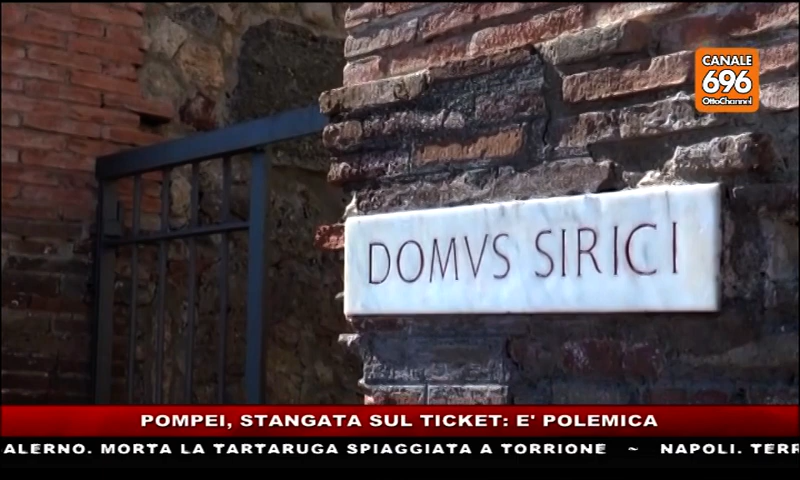 CANALE
696
OttoChannel
DOMVS SIRICI
POMPEI, STANGATA SUL TICKET: E' POLEMICA
ALERNO. MORTA LA TARTARUGA SPIAGGIATA A TORRIONE ~ NAPOLI. TERR